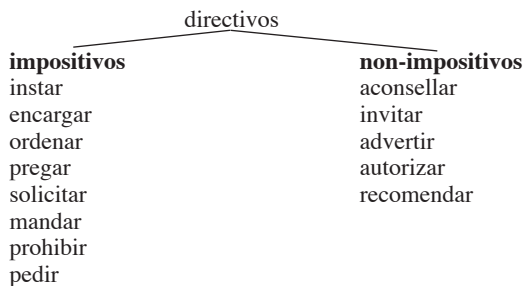 directivos
impositivos non-impositivos
instar aconsellar
encargar invitar
ordenar advertir
pregar autorizar
solicitar recomendar
mandar
prohibir
pedir